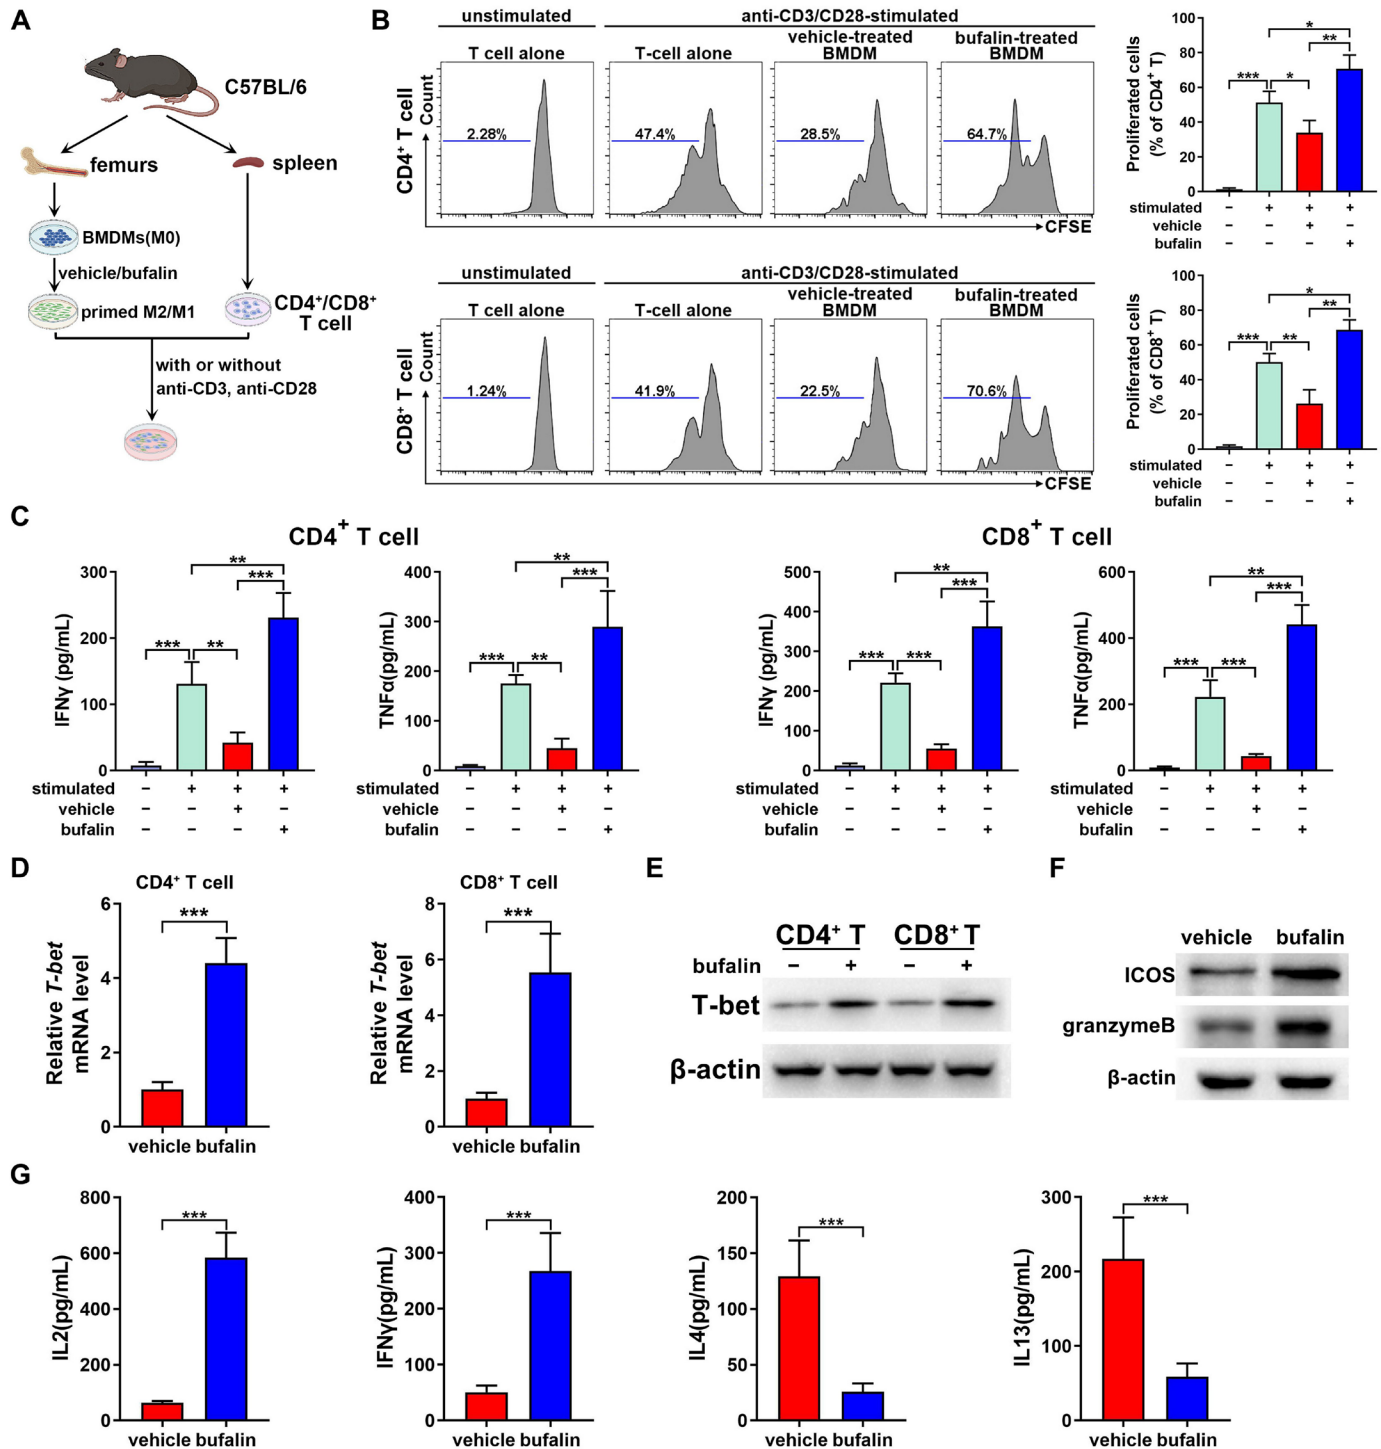 A
C57BL/6
femurs
spleen
BMDMs(M0)
vehicle/bufalin
primed M2/M1
CD4⁺/CD8⁺
T cell
with or without
anti-CD3, anti-CD28
B
unstimulated
anti-CD3/CD28-stimulated
T cell alone
T-cell alone
vehicle-treated
BMDM
bufalin-treated
BMDM
CD4⁺ T cell
Count
2.28%
47.4%
28.5%
64.7%
CFSE
Proliferated cells
(% of CD4⁺ T)
100
80
60
40
20
0
*
**
***
*
stimulated – + + +
vehicle – – + –
bufalin – – – +
unstimulated
anti-CD3/CD28-stimulated
T cell alone
T-cell alone
vehicle-treated
BMDM
bufalin-treated
BMDM
CD8⁺ T cell
Count
1.24%
41.9%
22.5%
70.6%
CFSE
Proliferated cells
(% of CD8⁺ T)
100
80
60
40
20
0
*
**
***
**
stimulated – + + +
vehicle – – + –
bufalin – – – +
C
CD4⁺ T cell
IFNγ (pg/mL)
300
200
100
0
**
***
***
**
stimulated – + + +
vehicle – – + –
bufalin – – – +
TNFα(pg/mL)
400
300
200
100
0
**
***
***
**
stimulated – + + +
vehicle – – + –
bufalin – – – +
CD8⁺ T cell
IFNγ (pg/mL)
500
400
300
200
100
0
**
***
***
***
stimulated – + + +
vehicle – – + –
bufalin – – – +
TNFα(pg/mL)
600
400
200
0
**
***
***
***
stimulated – + + +
vehicle – – + –
bufalin – – – +
D
CD4⁺ T cell
Relative T-bet
mRNA level
6
4
2
0
***
vehicle bufalin
CD8⁺ T cell
Relative T-bet
mRNA level
8
6
4
2
0
***
vehicle bufalin
E
CD4⁺ T
CD8⁺ T
bufalin – + – +
T-bet
β-actin
F
vehicle bufalin
ICOS
granzymeB
β-actin
G
IL2(pg/mL)
800
600
400
200
0
***
vehicle bufalin
IFNγ(pg/mL)
400
300
200
100
0
***
vehicle bufalin
IL4(pg/mL)
200
150
100
50
0
***
vehicle bufalin
IL13(pg/mL)
300
200
100
0
***
vehicle bufalin